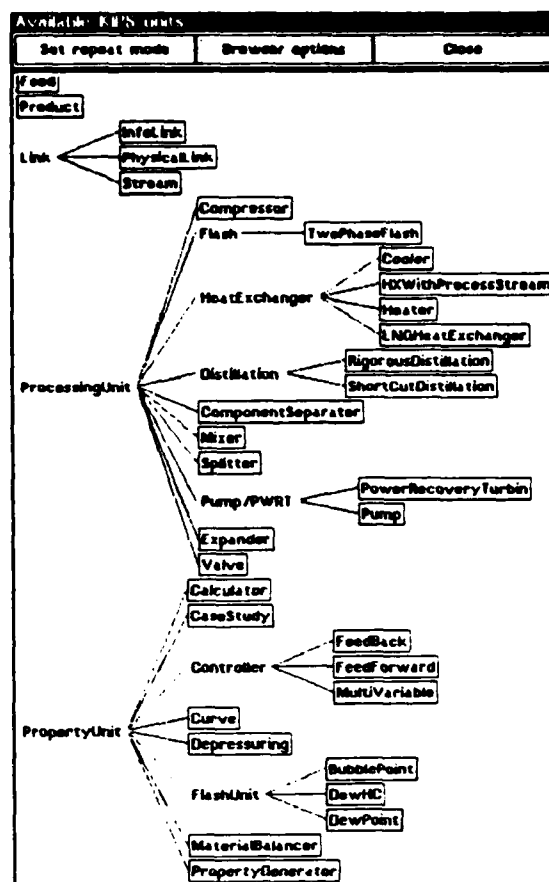 Available KIPS units
Set repeat mode Browser options Close
Feed
Product
InfoLink
Link PhysicalLink
Stream
Compressor
Flash TwoPhaseFlash
Cooler
HXWithProcessStream
HeatExchanger Heater
LNGHeatExchanger
RigorousDistillation
Distillation
ShortCutDistillation
ProcessingUnit
ComponentSeparater
Mixer
Splitter
PowerRecoveryTurbin
Pump/PWRT
Pump
Expander
Valve
Calculator
CaseStudy
FeedBack
Controller FeedForward
MultiVariable
Curve
PropertyUnit
Depressuring
BubblePoint
FlashUnit DewHC
DewPoint
MaterialBalancer
PropertyGenerator